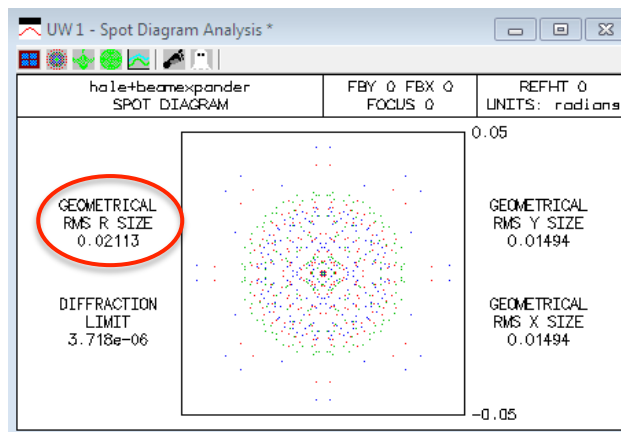 UW 1 - Spot Diagram Analysis *
hale+beamexpander
SPOT DIAGRAM
FBY 0 FBX 0
FOCUS 0
REFHT 0
UNITS: radians
0.05
GEOMETRICAL
RMS R SIZE
0.02113
GEOMETRICAL
RMS Y SIZE
0.01494
DIFFRACTION
LIMIT
3.718e-06
GEOMETRICAL
RMS X SIZE
0.01494
-0.05